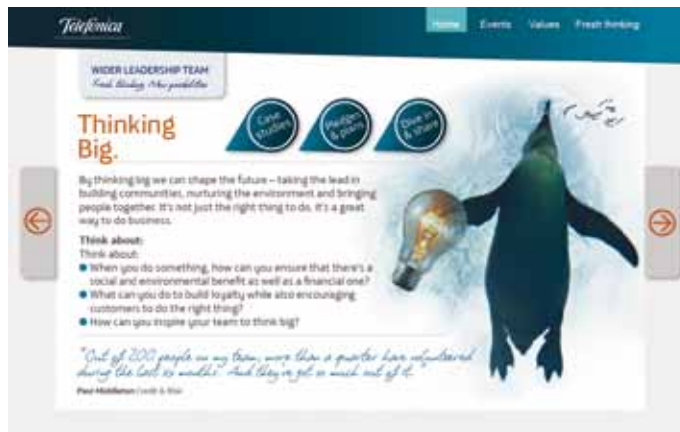 Telefónica
Home Events Values Fresh thinking
WIDER LEADERSHIP TEAM
Fresh thinking. New possibilities
Case studies
Pledges & plans
Dive in & share
Thinking
Big.
By thinking big we can shape the future – taking the lead in
building communities, nurturing the environment and bringing
people together. It's not just the right thing to do, it's a great
way to do business.
Think about:
Think about:
When you do something, how can you ensure that there's a
social and environmental benefit as well as a financial one?
What can you do to build loyalty while also encouraging
customers to do the right thing?
How can you inspire your team to think big?
"Out of 200 people on my team, more than a quarter have volunteered
during the last six months. And they've got so much out of it."
Paul Middleton Credit & Risk